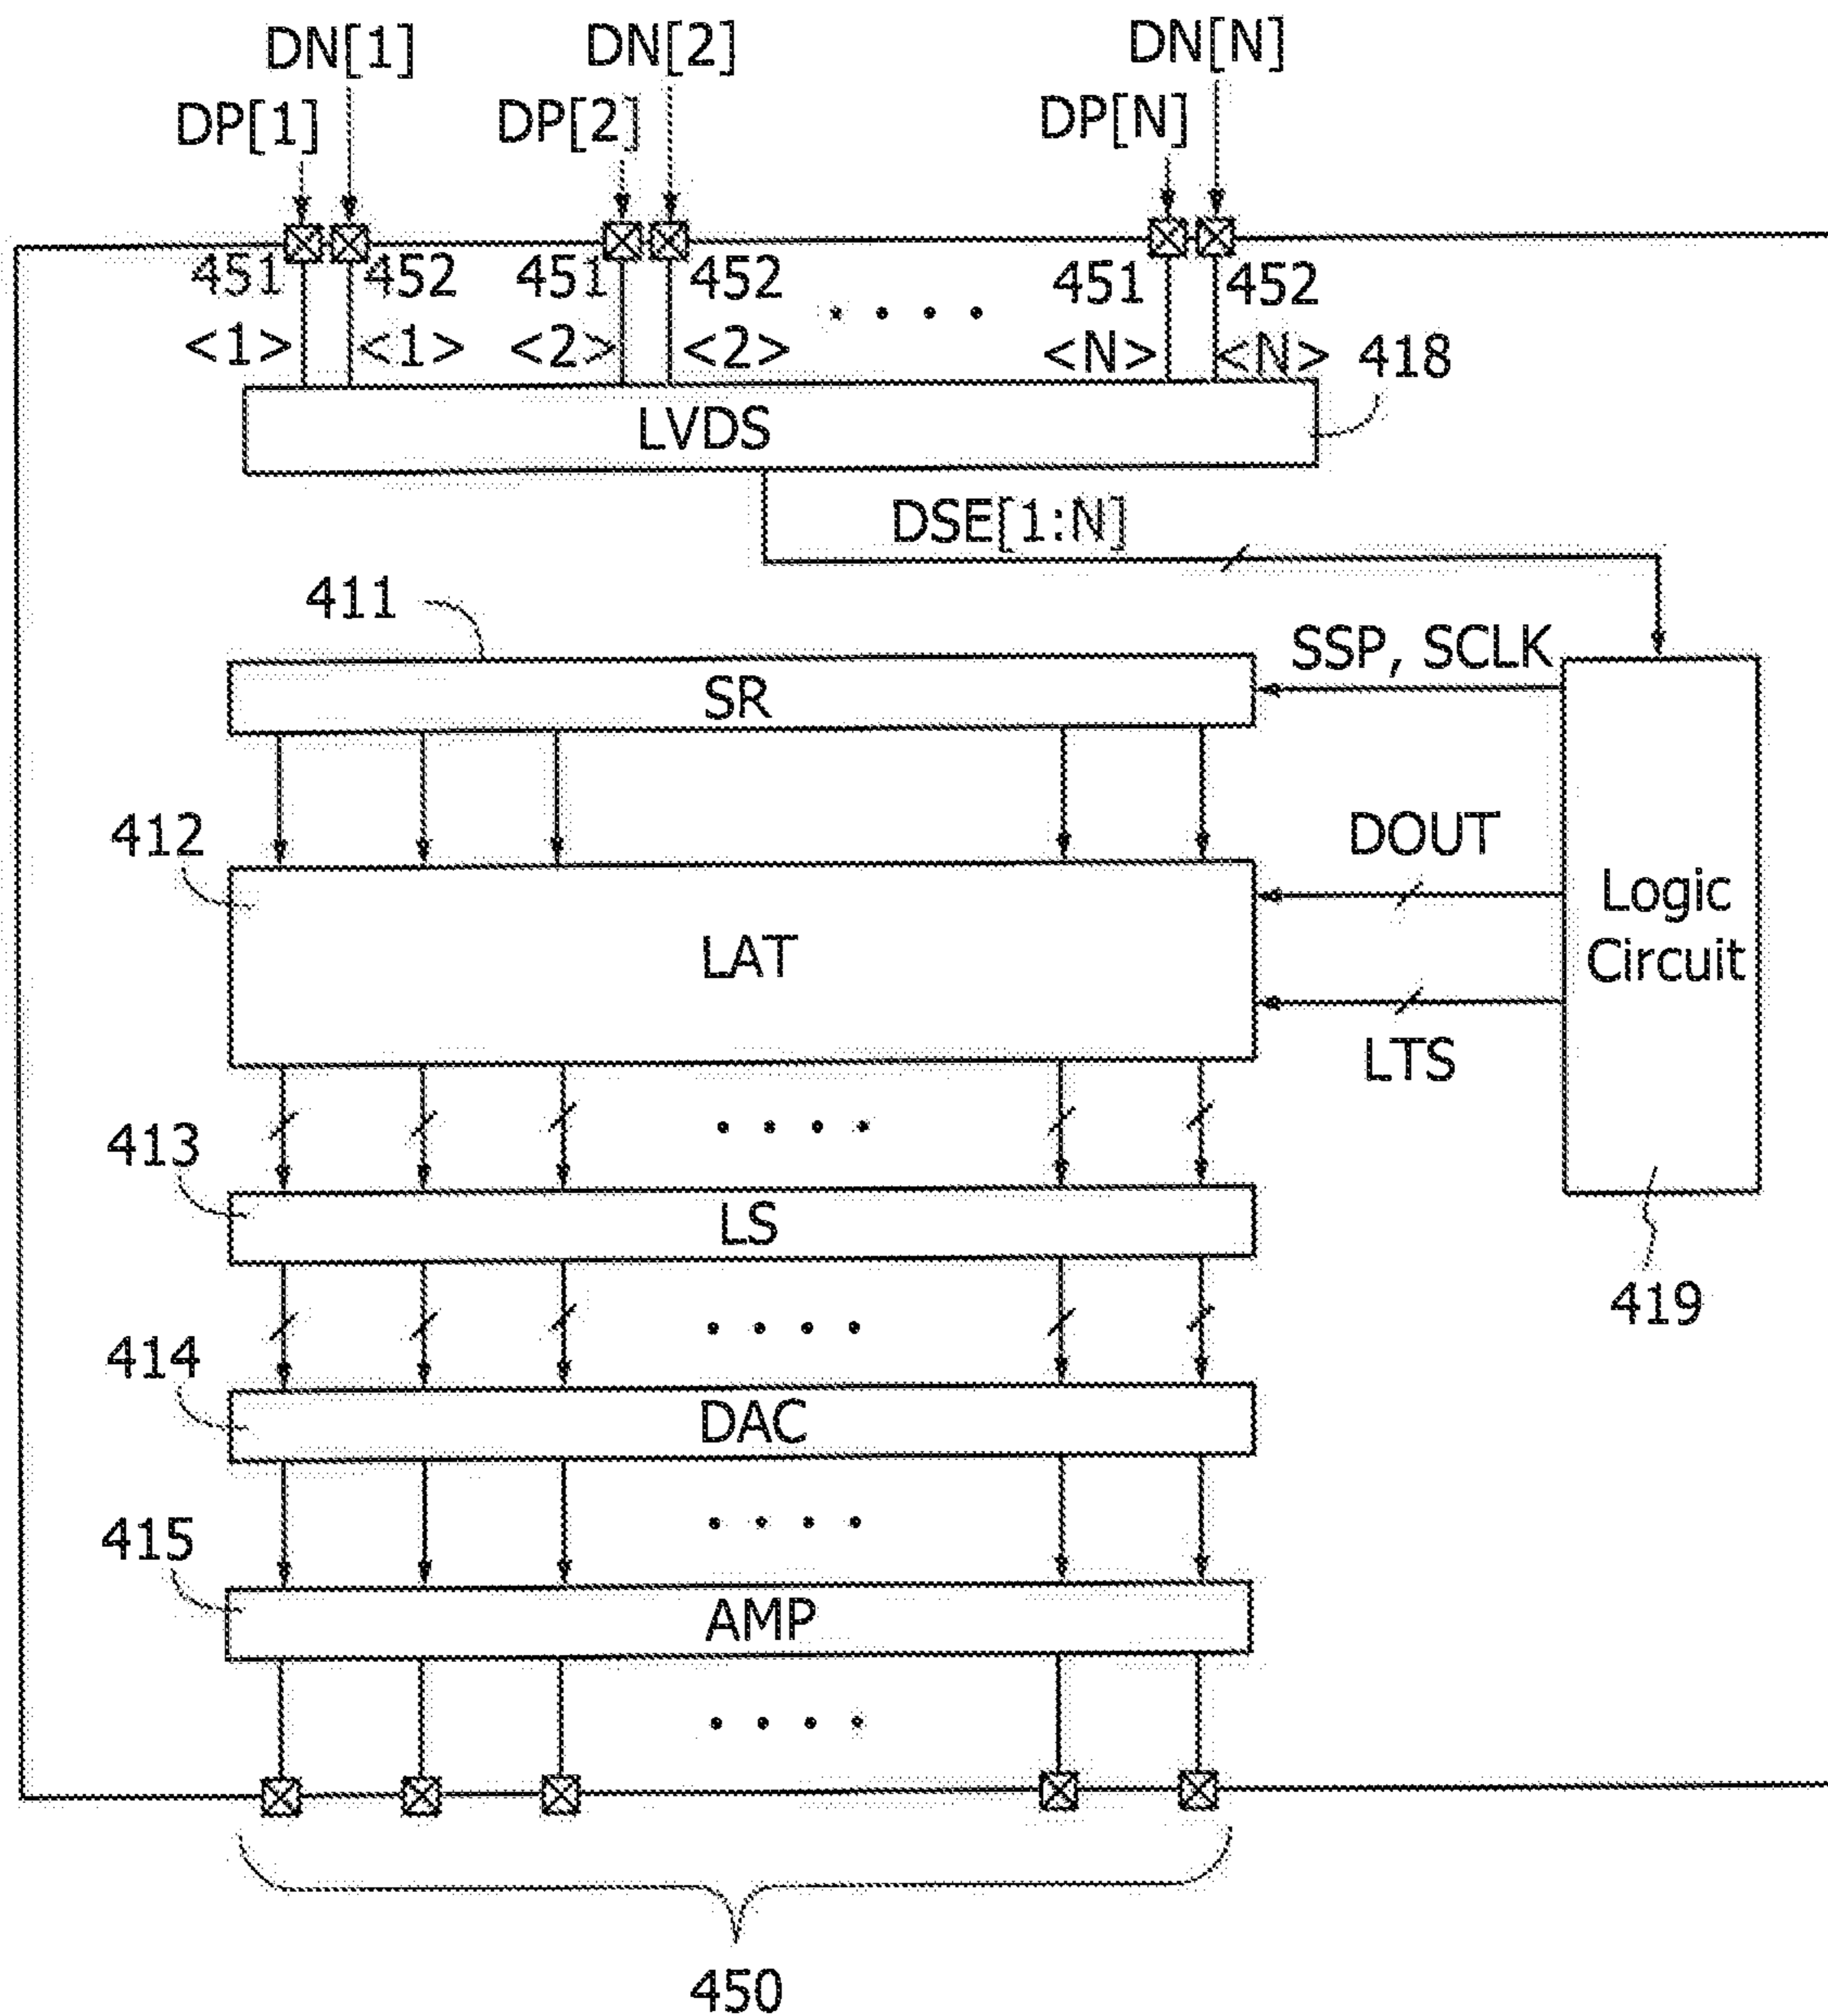 DN[1] DN[2] DN[N]
DP[1] DP[2] DP[N]
451 452 451 452 451 452
<1> <1> <2> <2> <N> <N> 418
LVDS
DSE[1:N]
411
SSP, SCLK
SR
412
DOUT
Logic
Circuit
LAT
LTS
413
LS
419
414
DAC
415
AMP
450